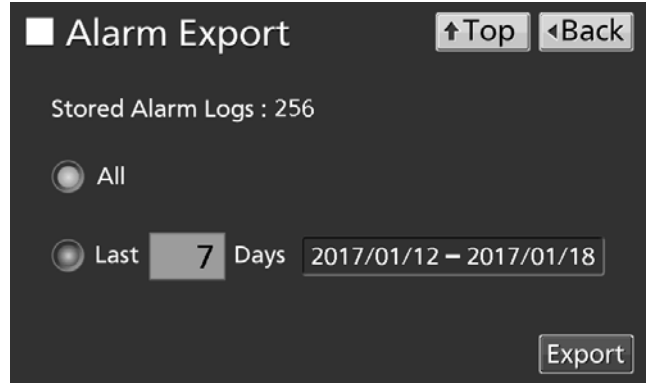 Alarm Export
Top
Back
Stored Alarm Logs : 256
All
Last 7 Days 2017/01/12 – 2017/01/18
Export